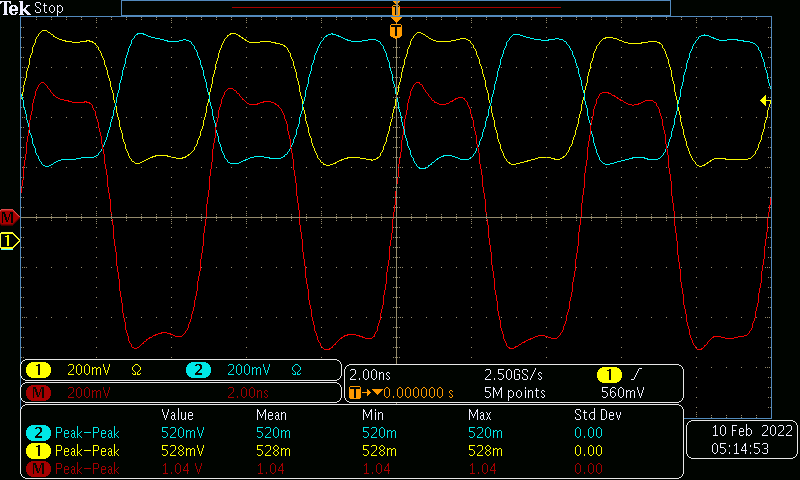 Tek Stop
T
T
M
1
1 200mV Ω 2 200mV Ω
M 200mV 2.00ns
2.00ns 2.50GS/s 1
T 0.000000 s 5M points 560mV
Value Mean Min Max Std Dev
2 Peak–Peak 520mV 520m 520m 520m 0.00
1 Peak–Peak 528mV 528m 528m 528m 0.00
M Peak–Peak 1.04 V 1.04 1.04 1.04 0.00
10 Feb 2022
05:14:53